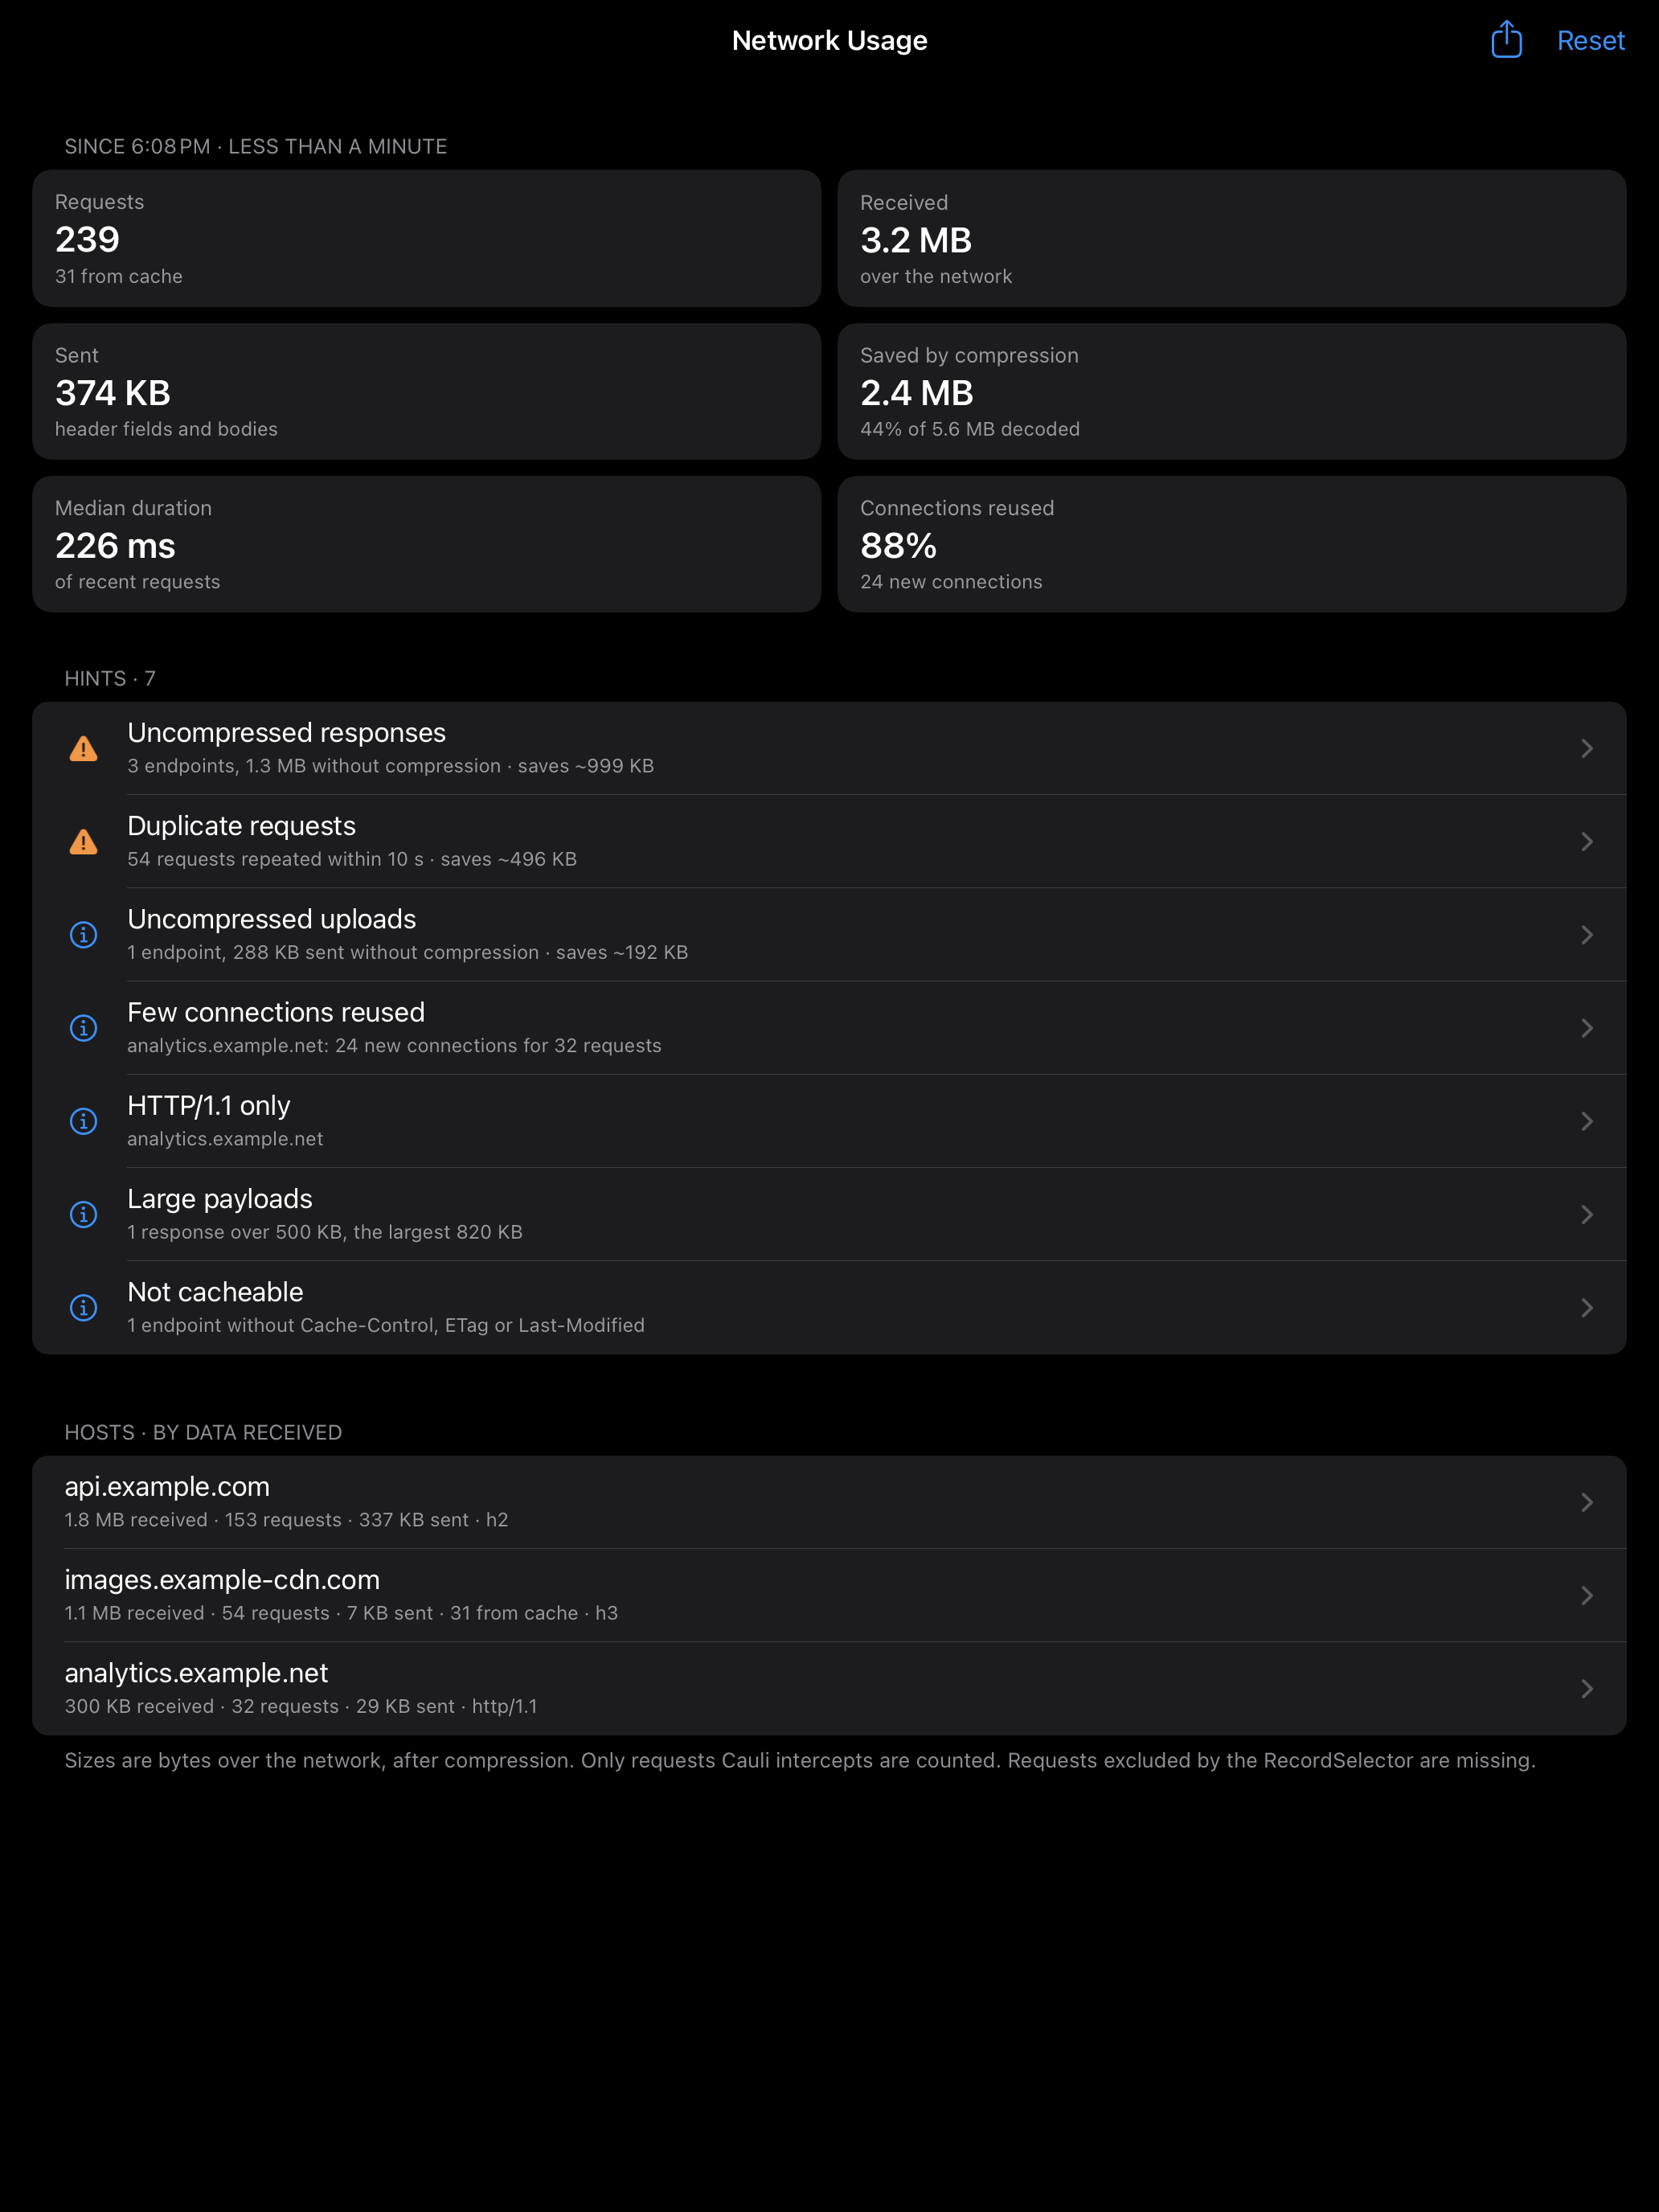 Network Usage
Reset
SINCE 6:08 PM · LESS THAN A MINUTE
Requests
239
31 from cache
Received
3.2 MB
over the network
Sent
374 KB
header fields and bodies
Saved by compression
2.4 MB
44% of 5.6 MB decoded
Median duration
226 ms
of recent requests
Connections reused
88%
24 new connections
HINTS · 7
Uncompressed responses
3 endpoints, 1.3 MB without compression · saves ~999 KB
Duplicate requests
54 requests repeated within 10 s · saves ~496 KB
Uncompressed uploads
1 endpoint, 288 KB sent without compression · saves ~192 KB
Few connections reused
analytics.example.net: 24 new connections for 32 requests
HTTP/1.1 only
analytics.example.net
Large payloads
1 response over 500 KB, the largest 820 KB
Not cacheable
1 endpoint without Cache-Control, ETag or Last-Modified
HOSTS · BY DATA RECEIVED
api.example.com
1.8 MB received · 153 requests · 337 KB sent · h2
images.example-cdn.com
1.1 MB received · 54 requests · 7 KB sent · 31 from cache · h3
analytics.example.net
300 KB received · 32 requests · 29 KB sent · http/1.1
Sizes are bytes over the network, after compression. Only requests Cauli intercepts are counted. Requests excluded by the RecordSelector are missing.